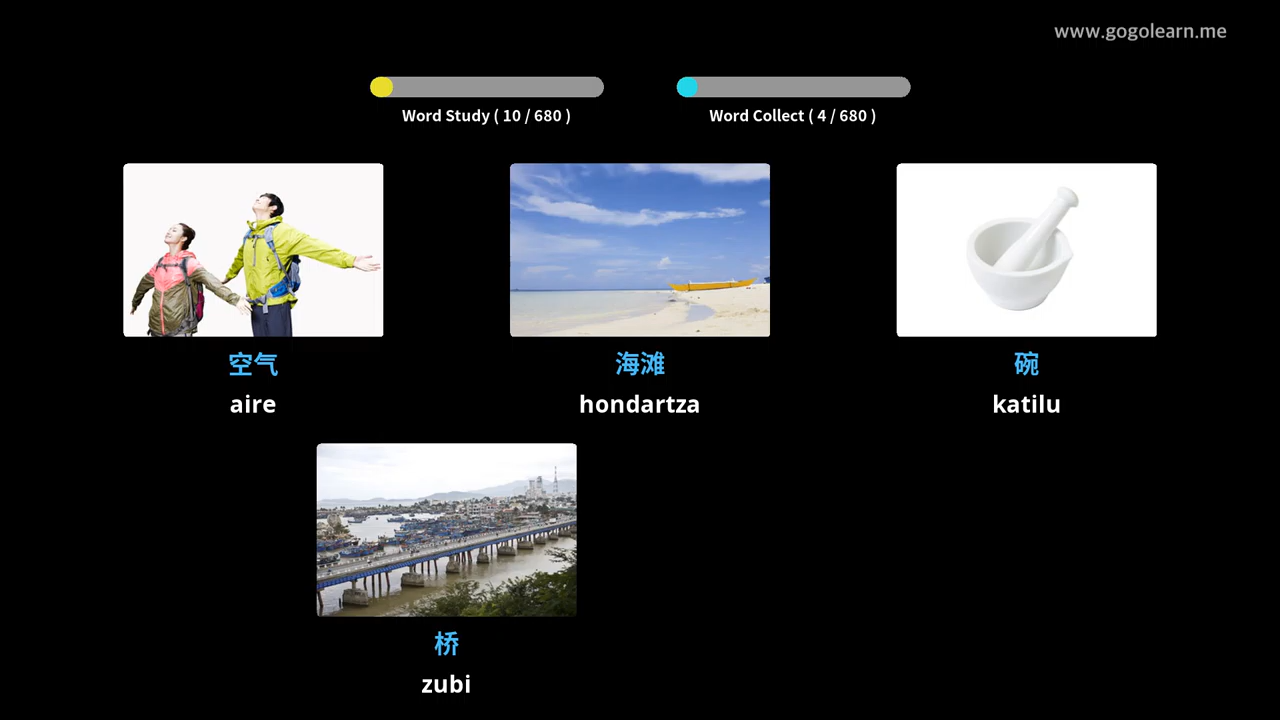 www.gogolearn.me
Word Study ( 10 / 680 )
Word Collect ( 4 / 680 )
空气
aire
海滩
hondartza
碗
katilu
桥
zubi